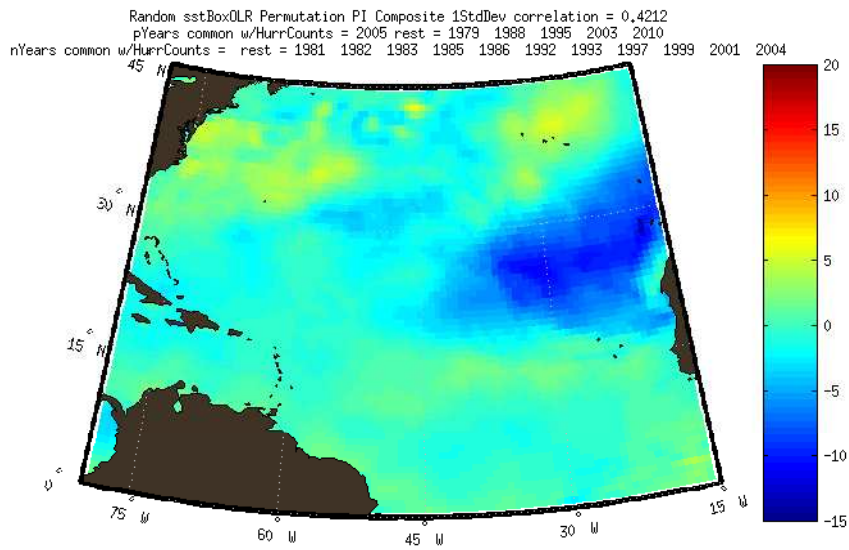 Random sstBoxOLR Permutation PI Composite 1StdDev correlation = 0.4212
pYears common w/HurrCounts = 2005 rest = 1979 1988 1995 2003 2010
nYears common w/HurrCounts = rest = 1981 1982 1983 1985 1986 1992 1993 1997 1999 2001 2004
45° N
30° N
15° N
0°
75° W
60° W
45° W
30° W
15° W
20
15
10
5
0
-5
-10
-15